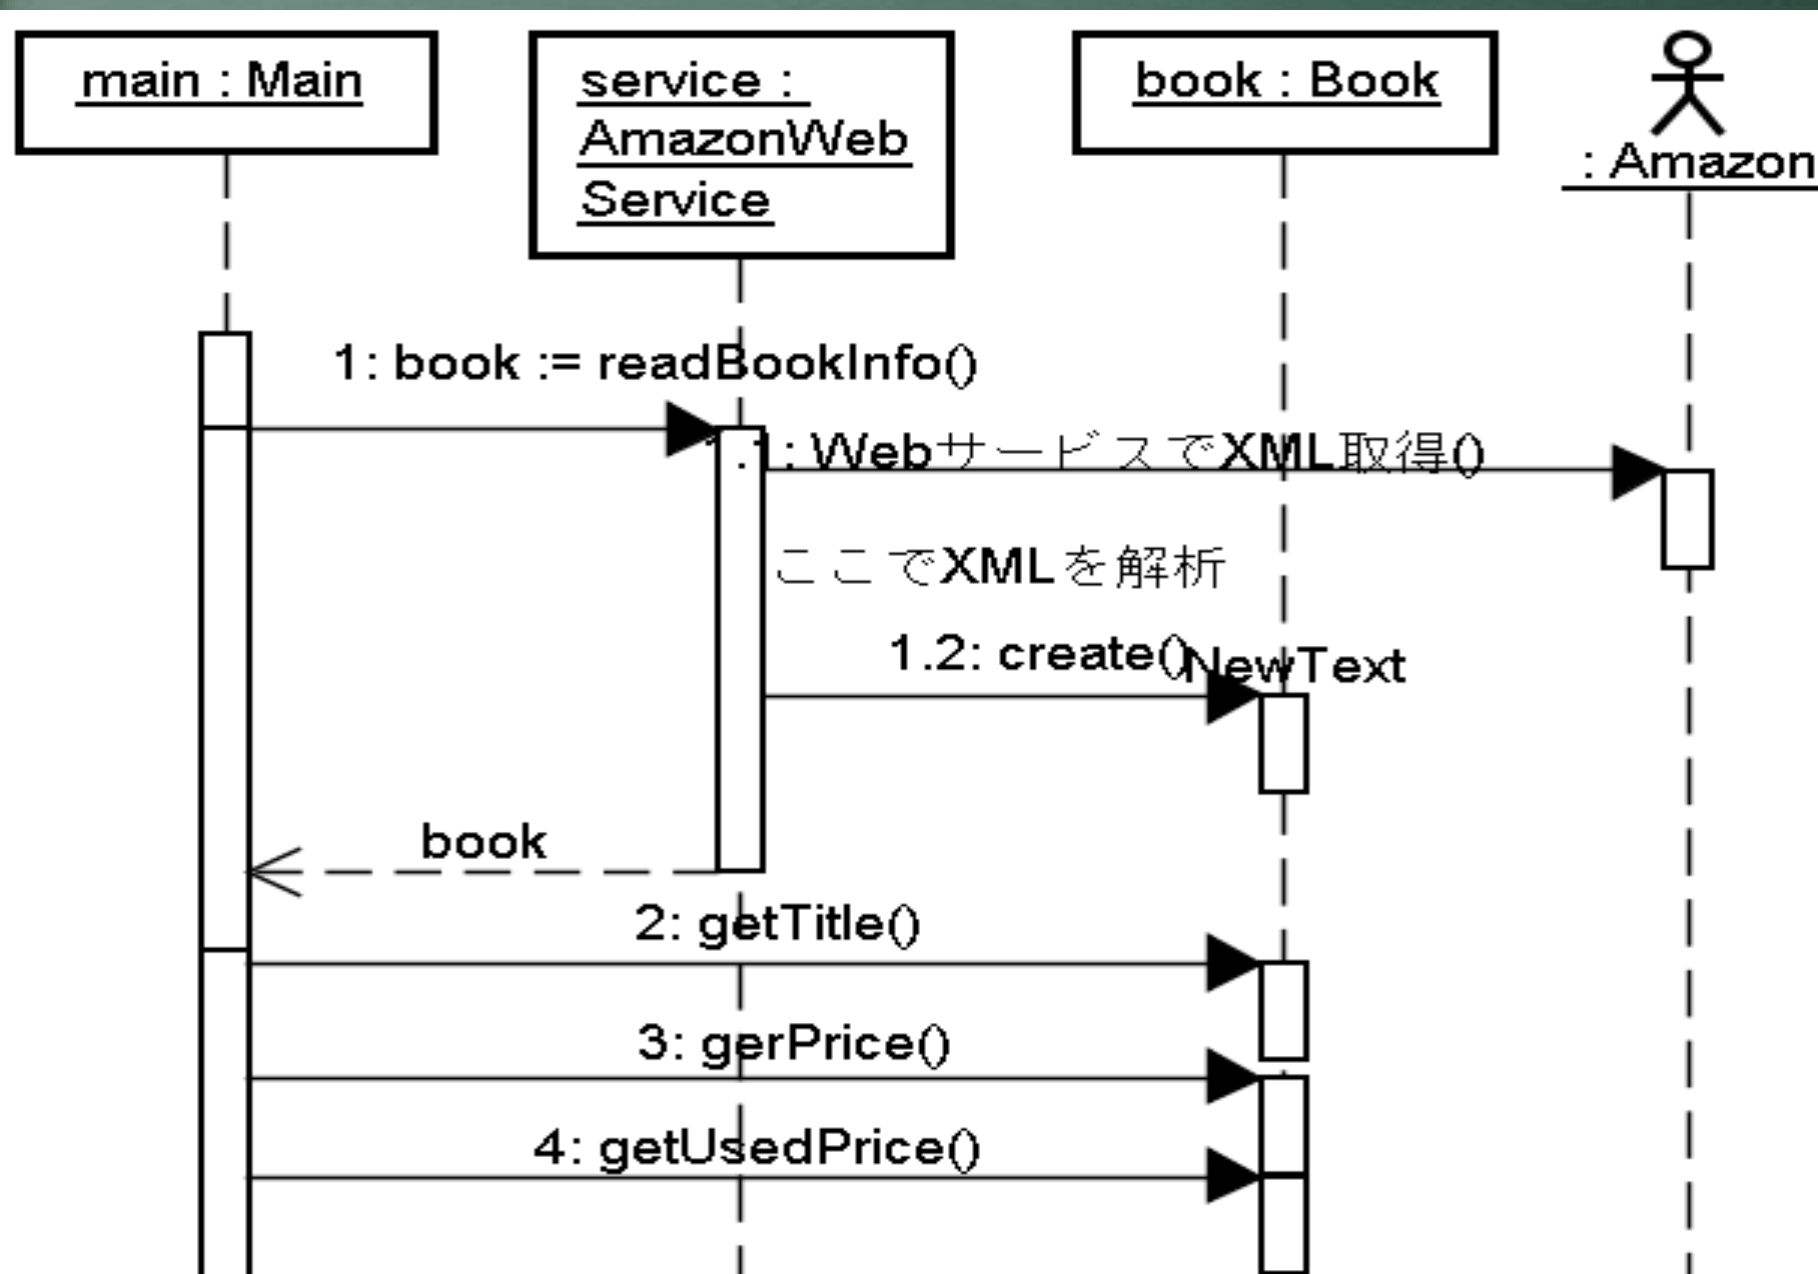 main : Main
service :
AmazonWeb
Service
book : Book
: Amazon
1: book := readBookInfo()
1.1: WebサービスでXML取得()
ここでXMLを解析
1.2: create()
NewText
book
2: getTitle()
3: gerPrice()
4: getUsedPrice()